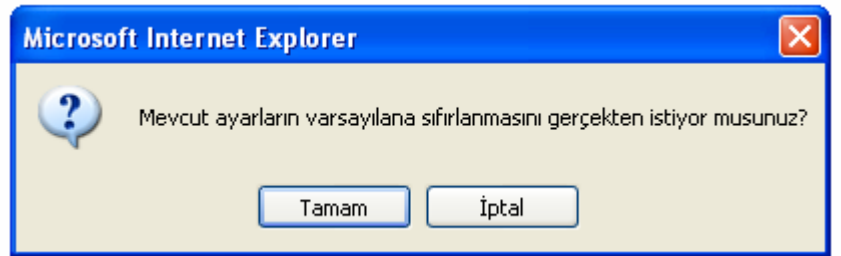 Microsoft Internet Explorer
Mevcut ayarların varsayılana sıfırlanmasını gerçekten istiyor musunuz?
Tamam
İptal